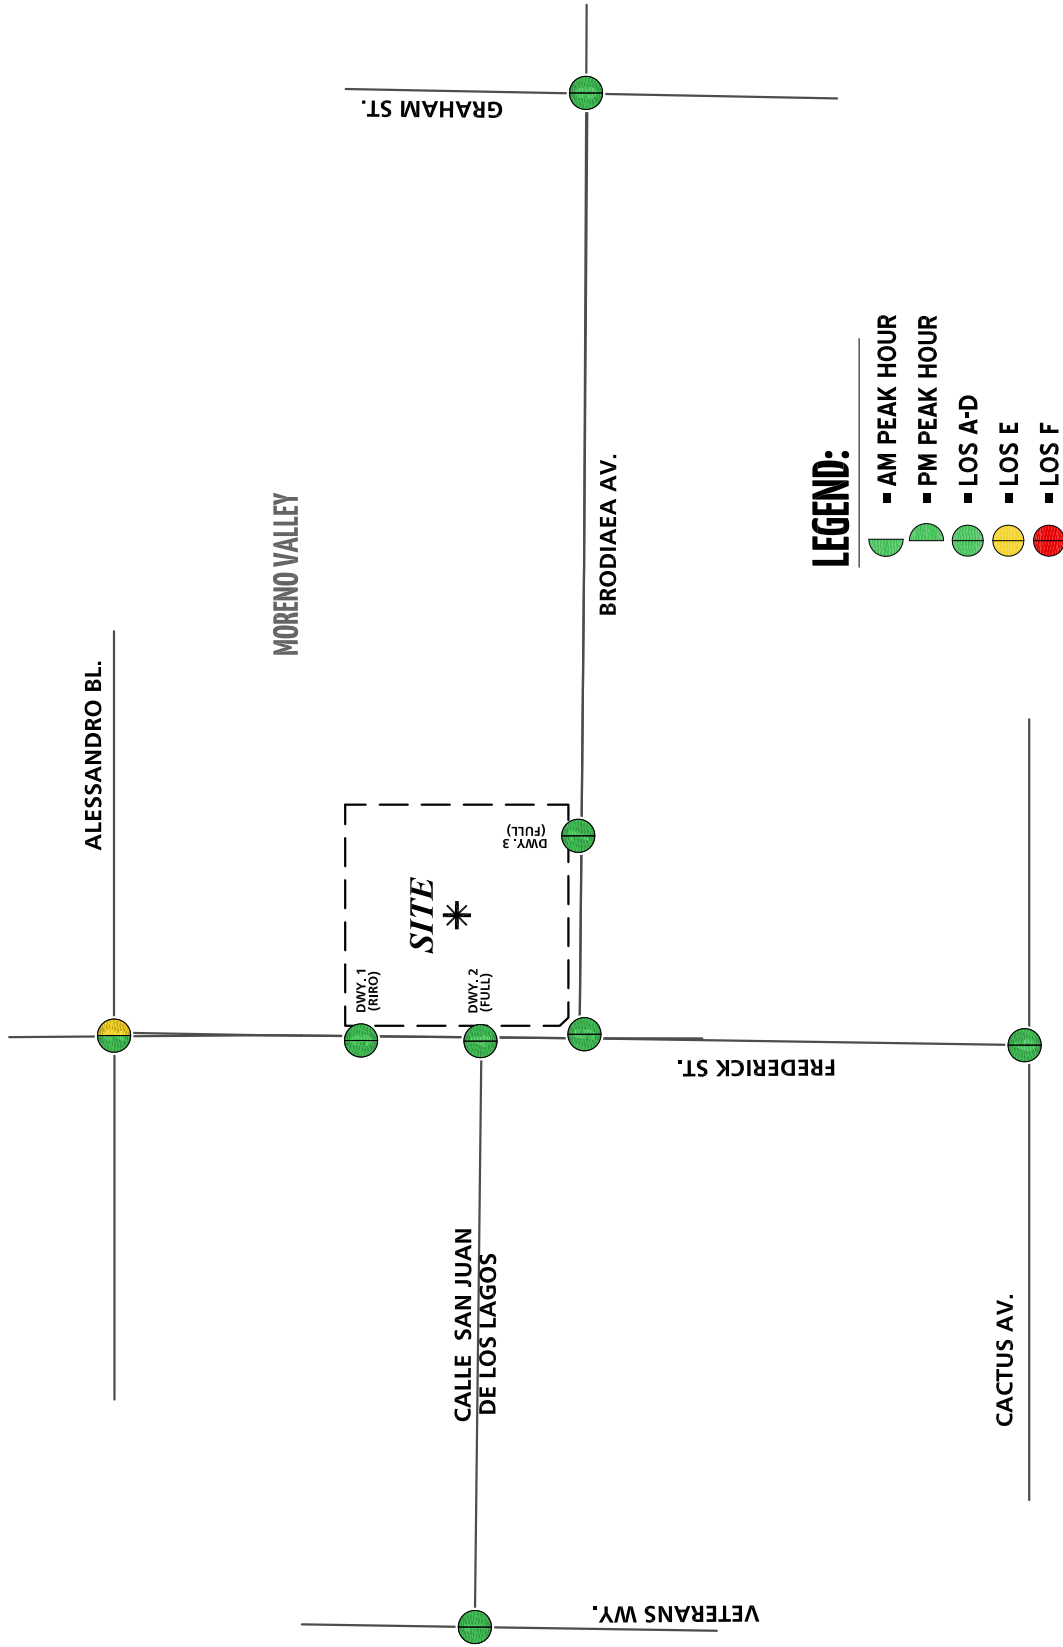 ALESSANDRO BL.
MORENO VALLEY
GRAHAM ST.
SITE
DWY. 1
(RIRO)
DWY. 2
(FULL)
DWY. 3
(FULL)
BRODIAEA AV.
FREDERICK ST.
CALLE SAN JUAN
DE LOS LAGOS
VETERANS WY.
CACTUS AV.
LEGEND:
- AM PEAK HOUR
- PM PEAK HOUR
- LOS A-D
- LOS E
- LOS F